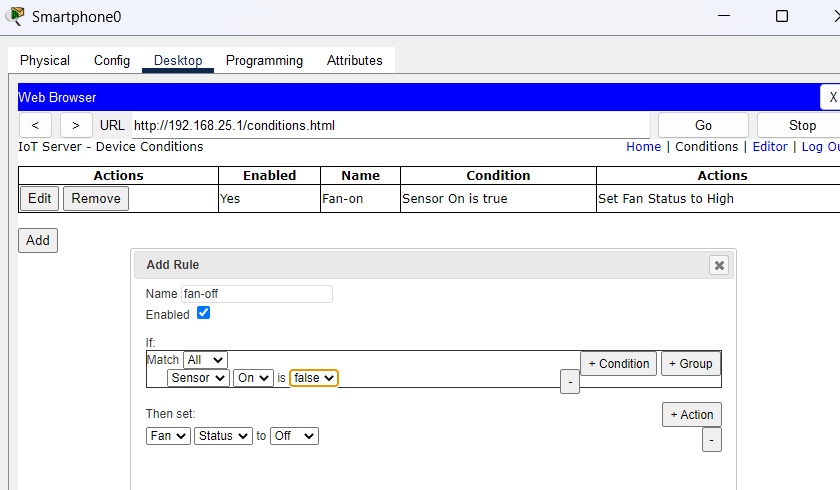 Smartphone0
Physical Config Desktop Programming Attributes
Web Browser X
< > URL http://192.168.25.1/conditions.html Go Stop
IoT Server - Device Conditions Home | Conditions | Editor | Log Ou
Actions Enabled Name Condition Actions
Edit Remove Yes Fan-on Sensor On is true Set Fan Status to High
Add
Add Rule
Name fan-off
Enabled
If:
Match All + Condition + Group
Sensor On is false -
Then set: + Action
Fan Status to Off -